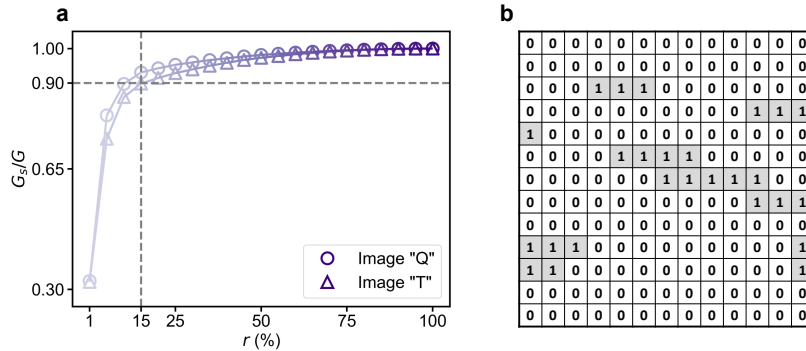 a
1.00
0.90
0.65
0.30
Gₛ/G
Image "Q"
Image "T"
1 15 25 50 75 100
r (%)
b
0 0 0 0 0 0 0 0 0 0 0 0 0
0 0 0 0 0 0 0 0 0 0 0 0 0
0 0 0 1 1 1 0 0 0 0 0 0 0
0 0 0 0 0 0 0 0 0 0 1 1 1
1 0 0 0 0 0 0 0 0 0 0 0 0
0 0 0 0 1 1 1 1 0 0 0 0 0
0 0 0 0 0 0 1 1 1 1 1 0 0
0 0 0 0 0 0 0 0 0 0 1 1 1
0 0 0 0 0 0 0 0 0 0 0 0 0
1 1 1 0 0 0 0 0 0 0 0 0 1
1 1 0 0 0 0 0 0 0 0 0 0 1
0 0 0 0 0 0 0 0 0 0 0 0 0
0 0 0 0 0 0 0 0 0 0 0 0 0